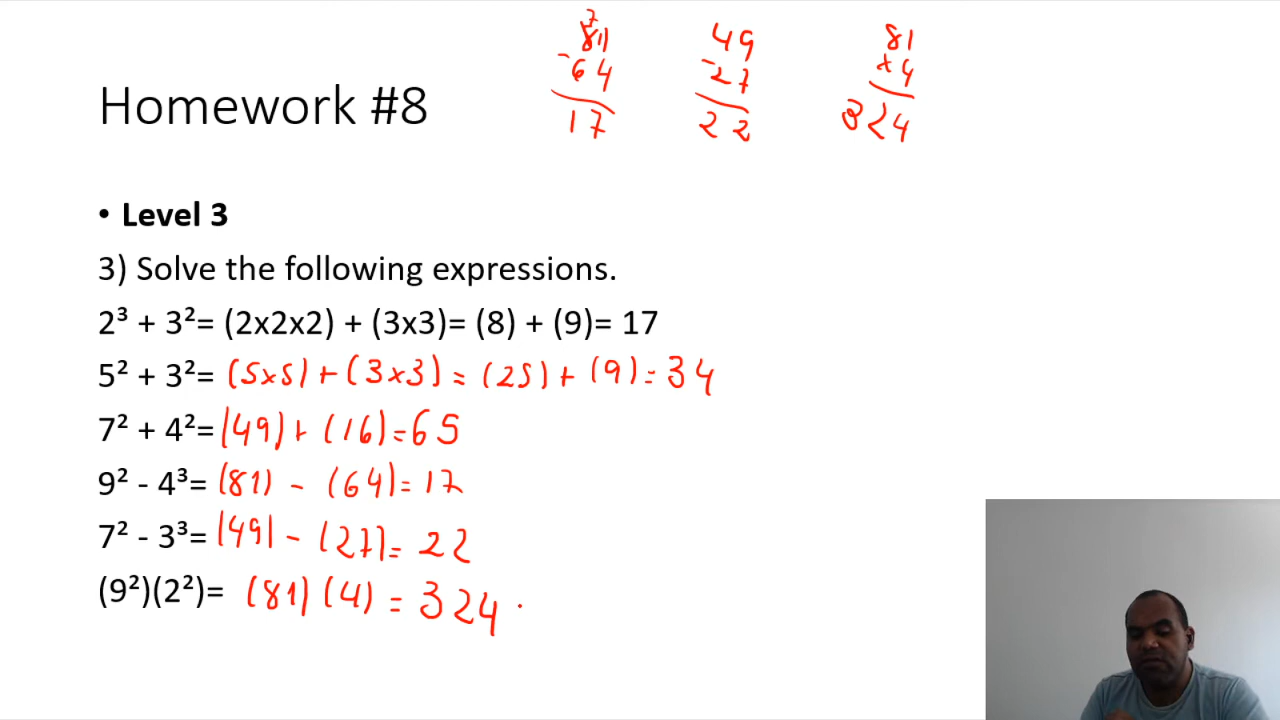 Homework #8
7
81
-64
17
49
-27
22
81
x4
324
• Level 3
3) Solve the following expressions.
2³ + 3²= (2x2x2) + (3x3)= (8) + (9)= 17
5² + 3²= (5x5) + (3x3) = (25) + (9) = 34
7² + 4²= (49) + (16) = 65
9² - 4³= (81) - (64) = 17
7² - 3³= (49) - (27) = 22
(9²)(2²)= (81) (4) = 324